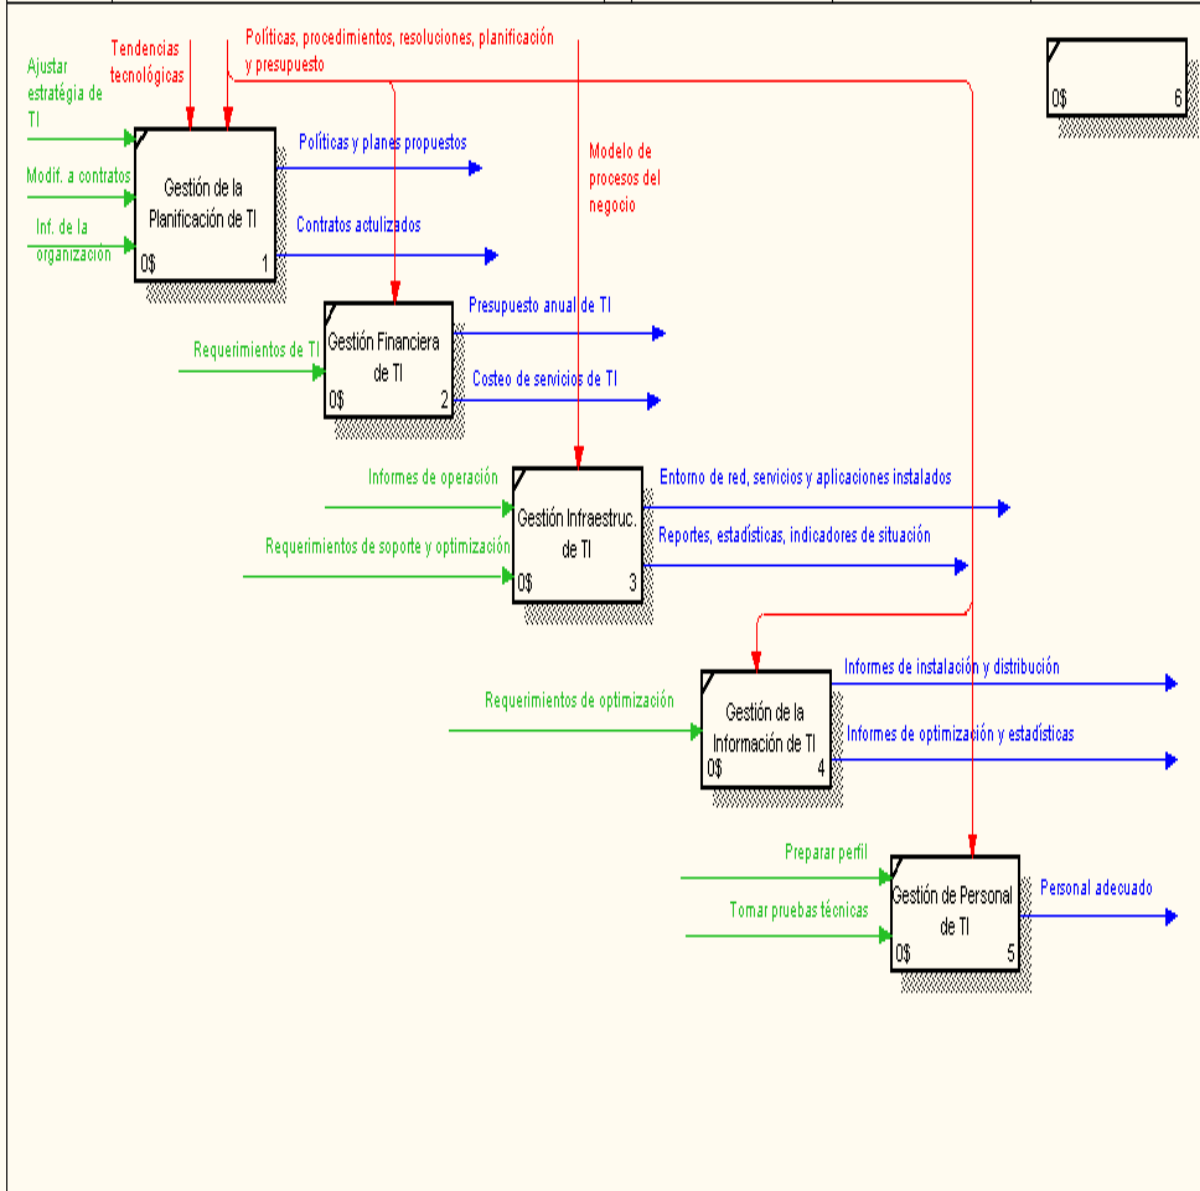 Tendencias
tecnológicas
Políticas, procedimientos, resoluciones, planificación
y presupuesto
Ajustar
estratégia de
TI
Modif. a contratos
Inf. de la
organización
Gestión de la
Planificación de TI
0$ 1
Políticas y planes propuestos
Contratos actulizados
Modelo de
procesos del
negocio
0$ 6
Requerimientos de TI
Gestión Financiera
de TI
0$ 2
Presupuesto anual de TI
Costeo de servicios de TI
Informes de operación
Requerimientos de soporte y optimización
Gestión Infraestruc.
de TI
0$ 3
Entorno de red, servicios y aplicaciones instalados
Reportes, estadísticas, indicadores de situación
Requerimientos de optimización
Gestión de la
Información de TI
0$ 4
Informes de instalación y distribución
Informes de optimización y estadísticas
Preparar perfil
Tomar pruebas técnicas
Gestión de Personal
de TI
0$ 5
Personal adecuado